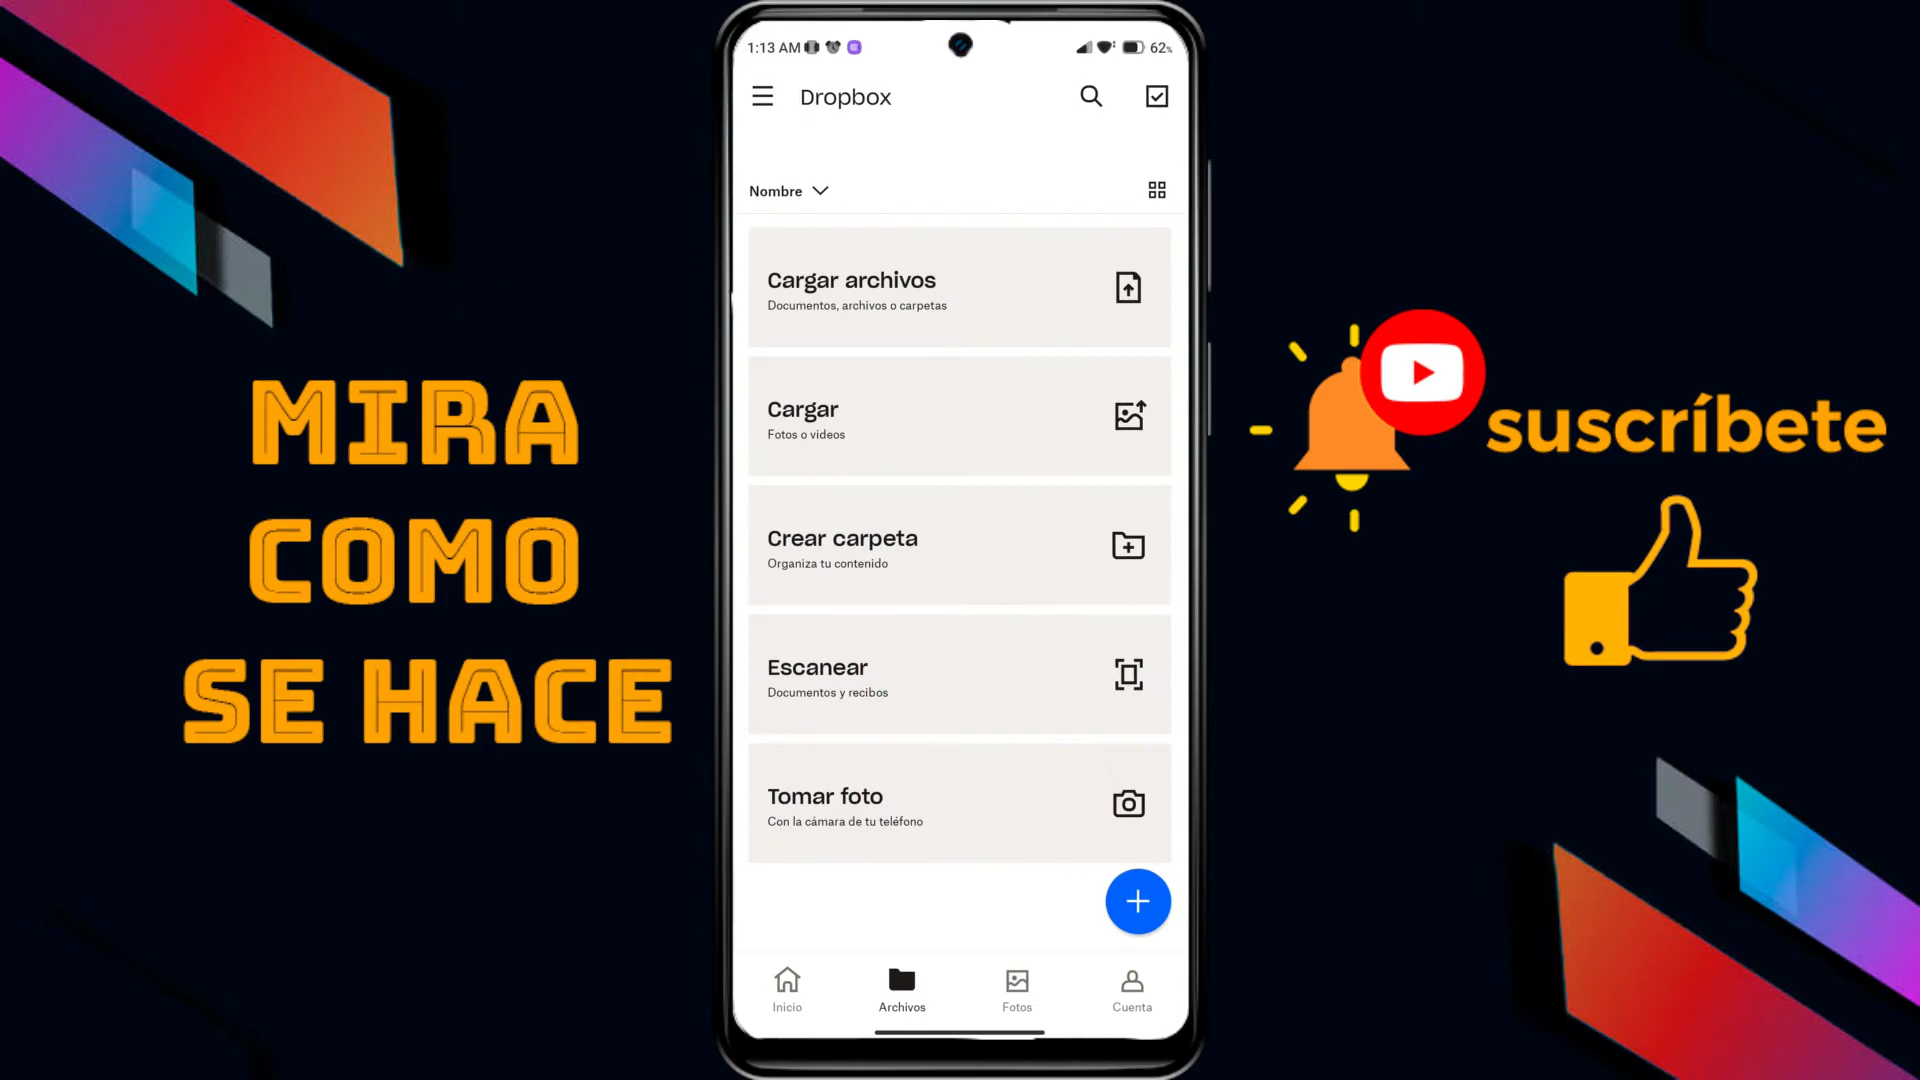 1:13 AM
62%
Dropbox
Nombre
Cargar archivos
Documentos, archivos o carpetas
Cargar
Fotos o videos
Crear carpeta
Organiza tu contenido
Escanear
Documentos y recibos
Tomar foto
Con la cámara de tu teléfono
Inicio
Archivos
Fotos
Cuenta
MIRA
COMO
SE HACE
suscríbete